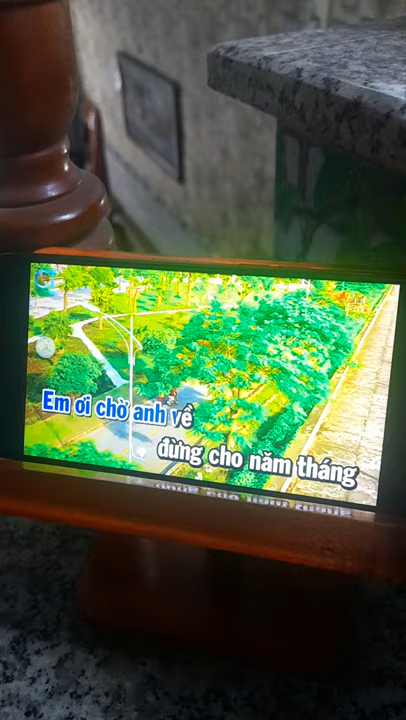 Em ơi chờ anh về
đừng cho năm tháng